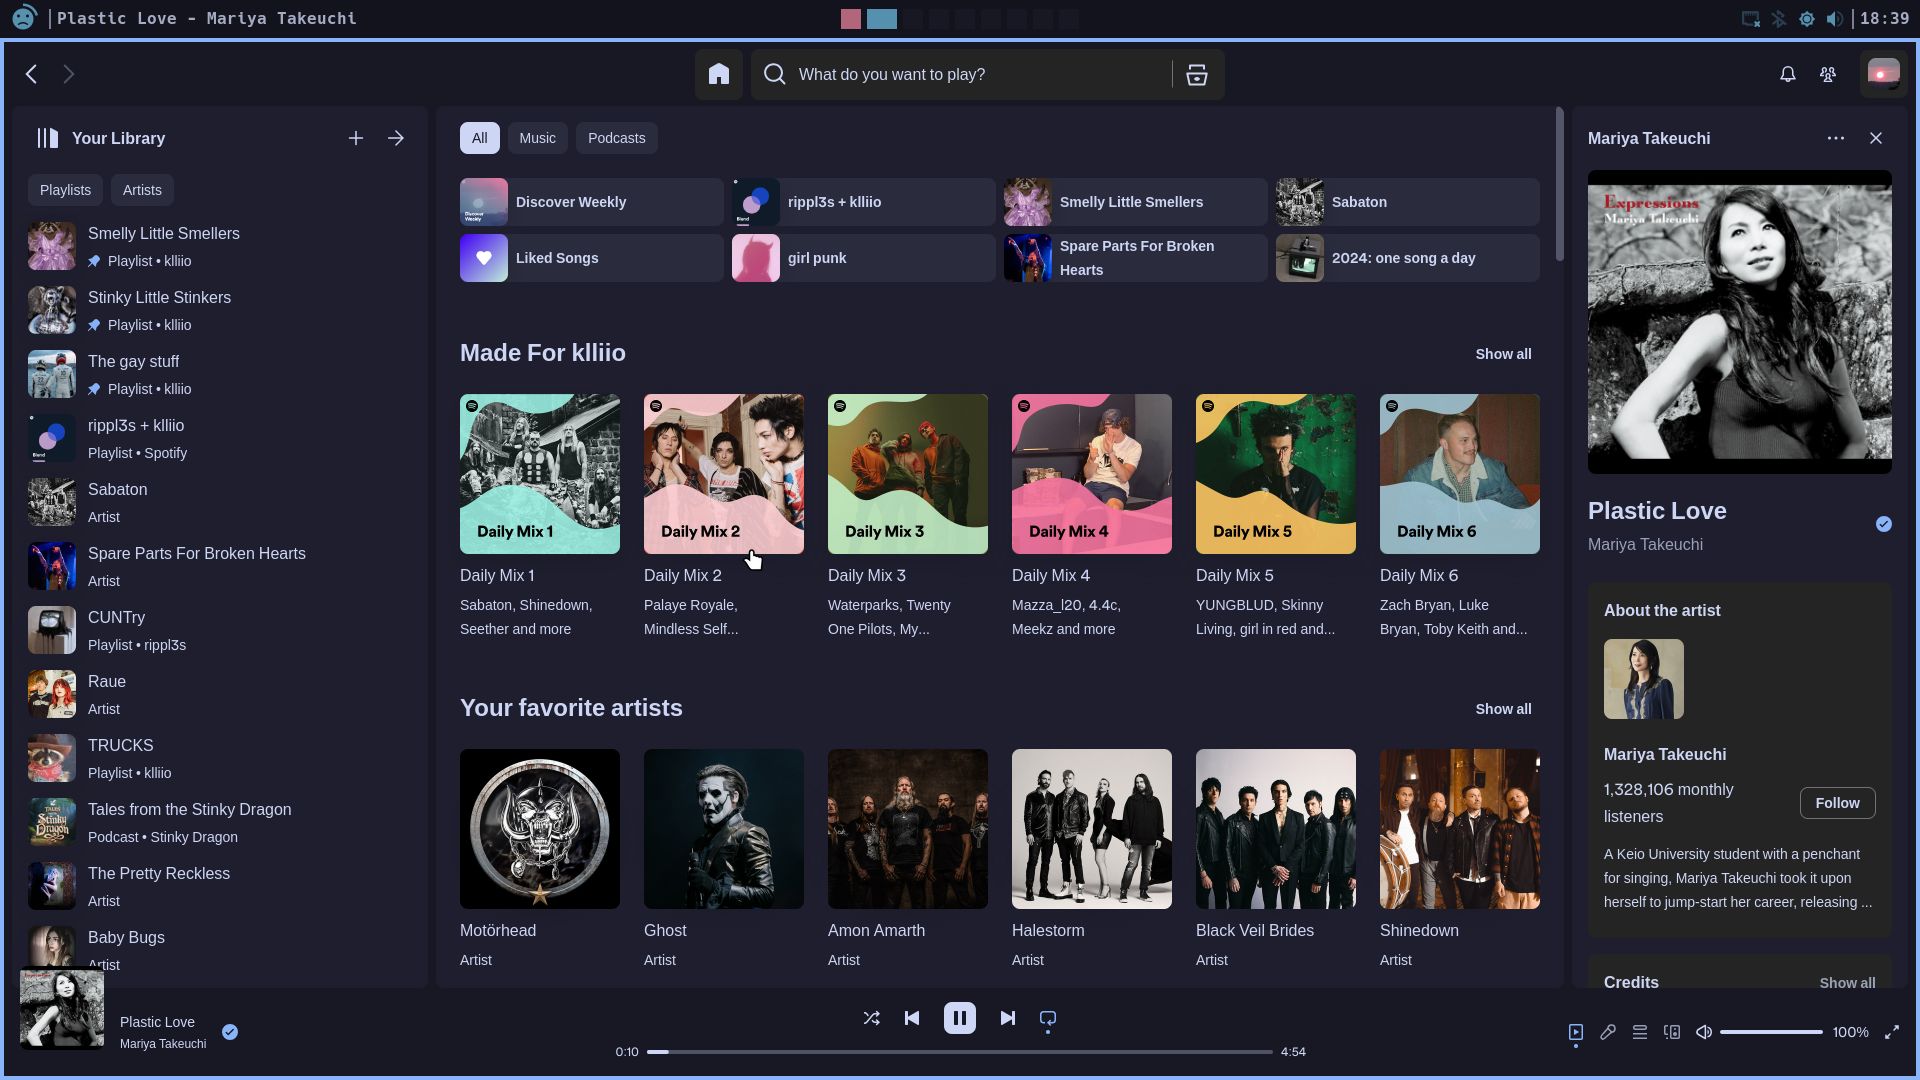 Plastic Love - Mariya Takeuchi
18:39
What do you want to play?
Your Library
Playlists
Artists
Smelly Little Smellers
Playlist • klliio
Stinky Little Stinkers
Playlist • klliio
The gay stuff
Playlist • klliio
rippl3s + klliio
Playlist • Spotify
Sabaton
Artist
Spare Parts For Broken Hearts
Artist
CUNTry
Playlist • rippl3s
Raue
Artist
TRUCKS
Playlist • klliio
Tales from the Stinky Dragon
Podcast • Stinky Dragon
The Pretty Reckless
Artist
Baby Bugs
Artist
All
Music
Podcasts
Discover Weekly
rippl3s + klliio
Smelly Little Smellers
Sabaton
Liked Songs
girl punk
Spare Parts For Broken
Hearts
2024: one song a day
Made For klliio
Show all
Daily Mix 1
Daily Mix 2
Daily Mix 3
Daily Mix 4
Daily Mix 5
Daily Mix 6
Daily Mix 1
Sabaton, Shinedown,
Seether and more
Daily Mix 2
Palaye Royale,
Mindless Self...
Daily Mix 3
Waterparks, Twenty
One Pilots, My...
Daily Mix 4
Mazza_l20, 4.4c,
Meekz and more
Daily Mix 5
YUNGBLUD, Skinny
Living, girl in red and...
Daily Mix 6
Zach Bryan, Luke
Bryan, Toby Keith and...
Your favorite artists
Show all
Motörhead
Artist
Ghost
Artist
Amon Amarth
Artist
Halestorm
Artist
Black Veil Brides
Artist
Shinedown
Artist
Mariya Takeuchi
Expressions
Mariya Takeuchi
Plastic Love
Mariya Takeuchi
About the artist
Mariya Takeuchi
1,328,106 monthly
listeners
Follow
A Keio University student with a penchant
for singing, Mariya Takeuchi took it upon
herself to jump-start her career, releasing ...
Credits
Show all
Plastic Love
Mariya Takeuchi
0:10
4:54
100%